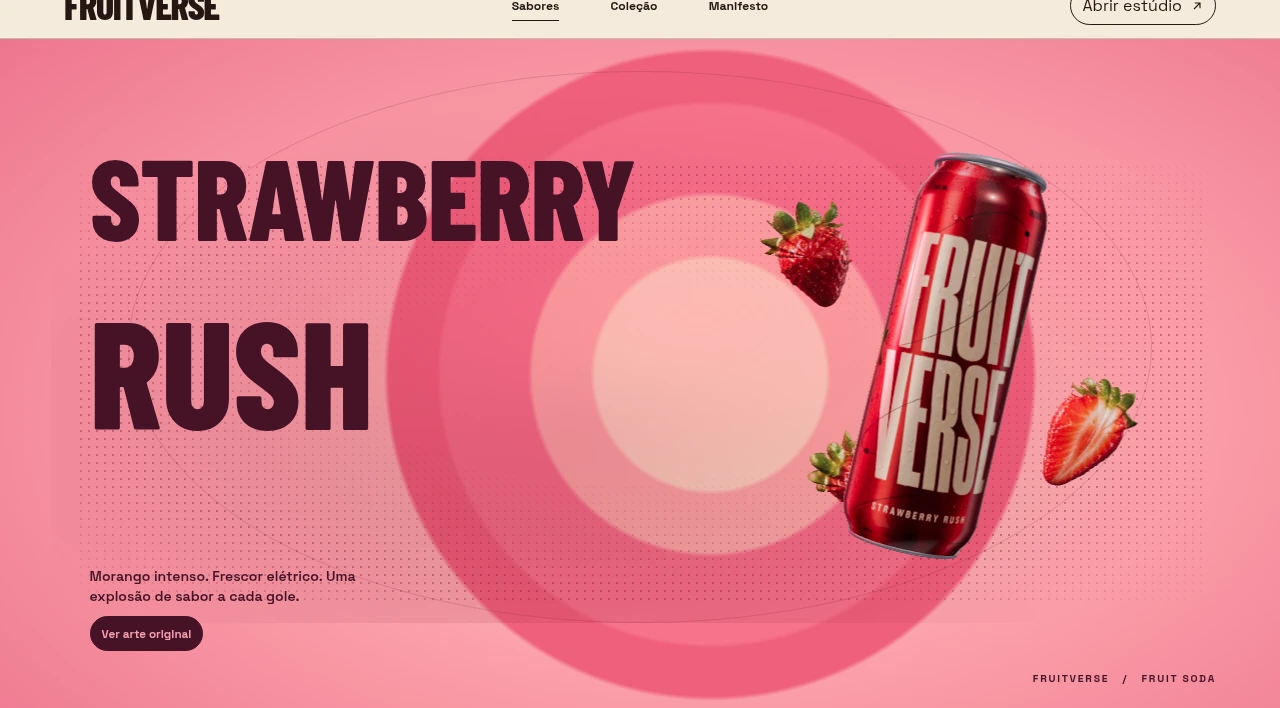 FRUITVERSE
Sabores
Coleção
Manifesto
Abrir estúdio ↗
STRAWBERRY
RUSH
FRUIT
VERSE
STRAWBERRY RUSH
Morango intenso. Frescor elétrico. Uma
explosão de sabor a cada gole.
Ver arte original
FRUITVERSE / FRUIT SODA